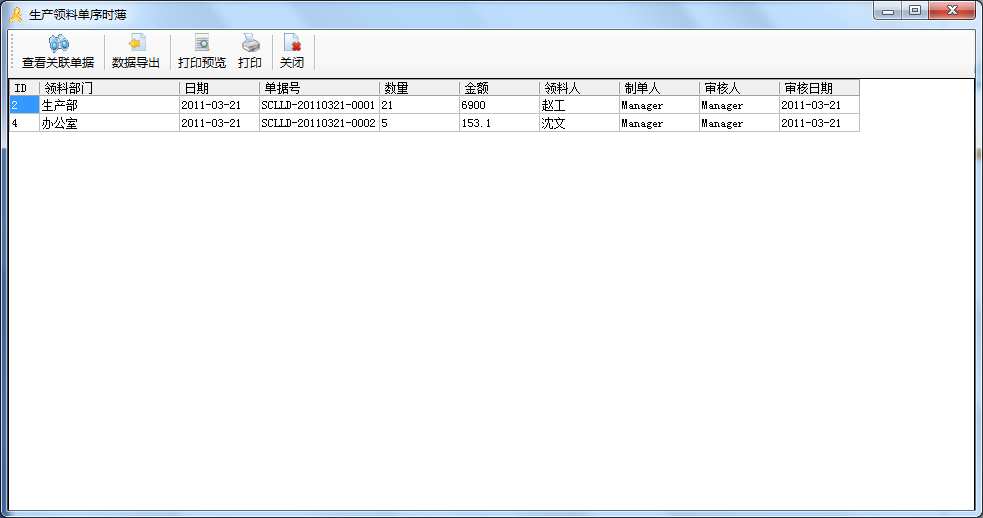 生产领料单序时薄
查看关联单据 数据导出 打印预览 打印 关闭
ID 领料部门 日期 单据号 数量 金额 领料人 制单人 审核人 审核日期
2 生产部 2011-03-21 SCLLD-20110321-0001 21 6900 赵工 Manager Manager 2011-03-21
4 办公室 2011-03-21 SCLLD-20110321-0002 5 153.1 沈文 Manager Manager 2011-03-21